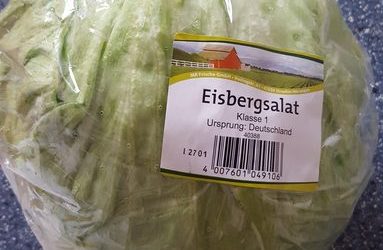 Eisbergsalat
Klasse 1
Ursprung: Deutschland
40388
I 2701
4 007601 049106